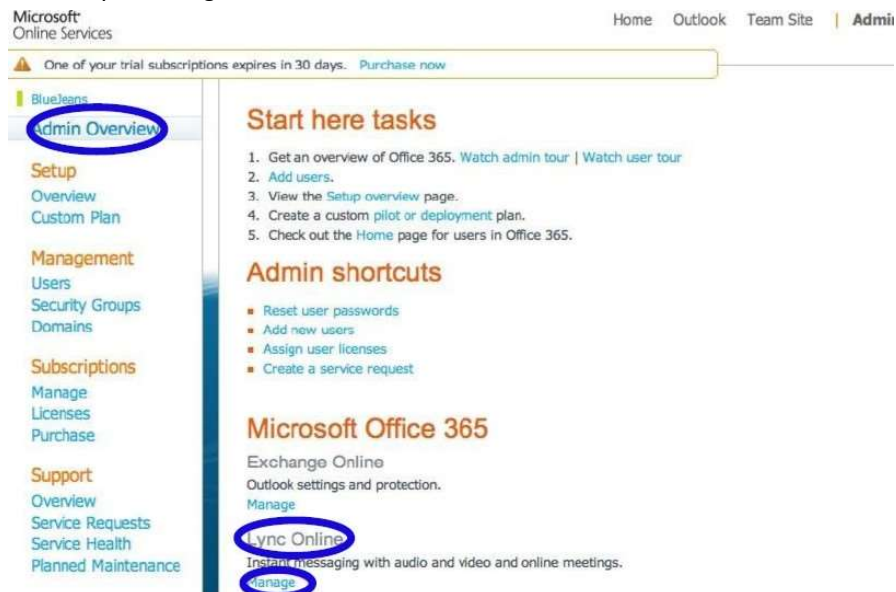 Microsoft
Online Services
Home Outlook Team Site | Admin
One of your trial subscriptions expires in 30 days. Purchase now
BlueJeans
Admin Overview
Setup
Overview
Custom Plan
Management
Users
Security Groups
Domains
Subscriptions
Manage
Licenses
Purchase
Support
Overview
Service Requests
Service Health
Planned Maintenance
Start here tasks
1. Get an overview of Office 365. Watch admin tour | Watch user tour
2. Add users.
3. View the Setup overview page.
4. Create a custom pilot or deployment plan.
5. Check out the Home page for users in Office 365.
Admin shortcuts
Reset user passwords
Add new users
Assign user licenses
Create a service request
Microsoft Office 365
Exchange Online
Outlook settings and protection.
Manage
Lync Online
Instant messaging with audio and video and online meetings.
Manage